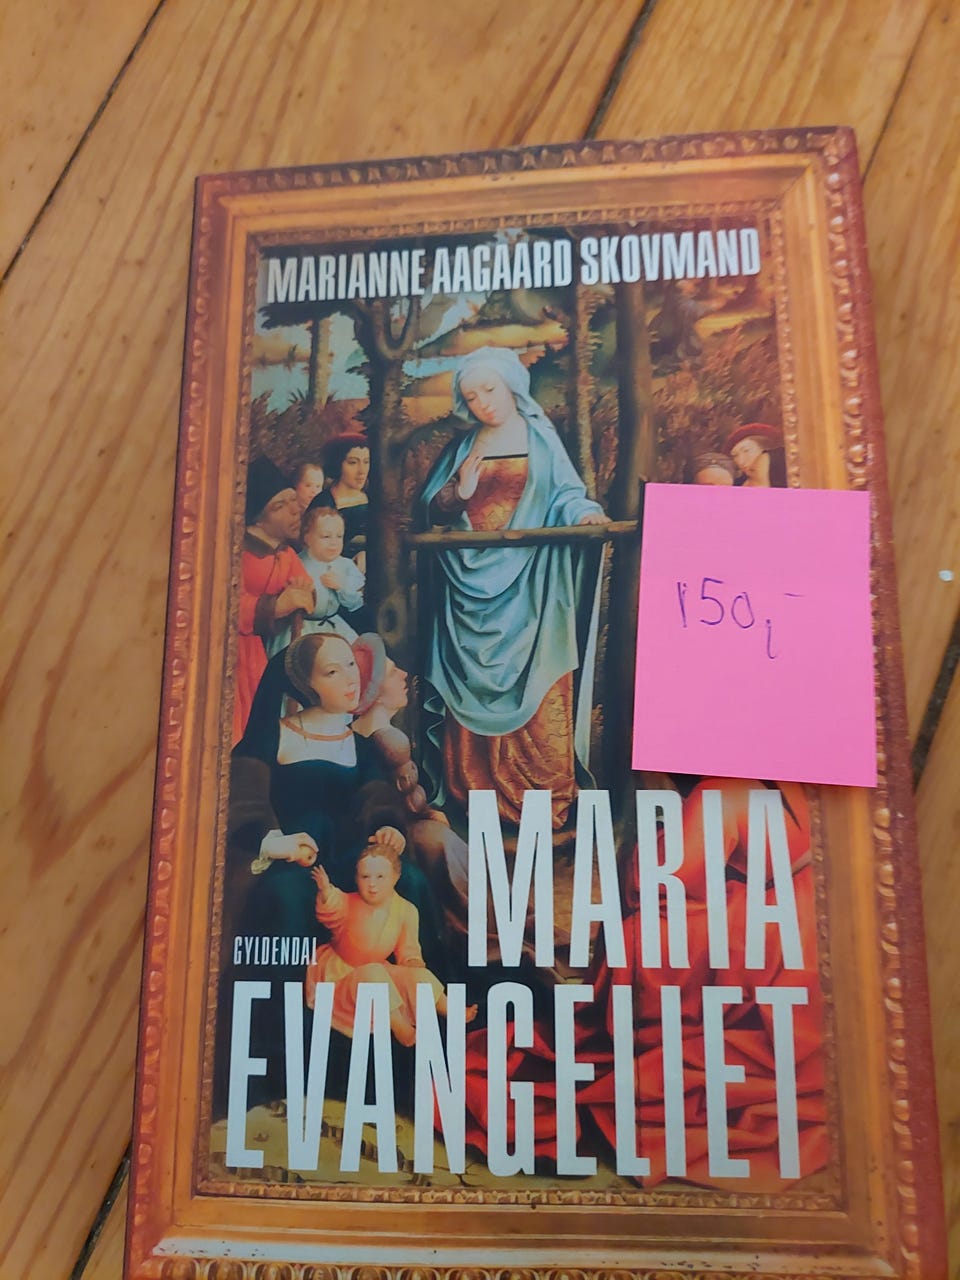 MARIANNE AAGAARD SKOVMAND
150,-
MARIA
GYLDENDAL
EVANGELIET